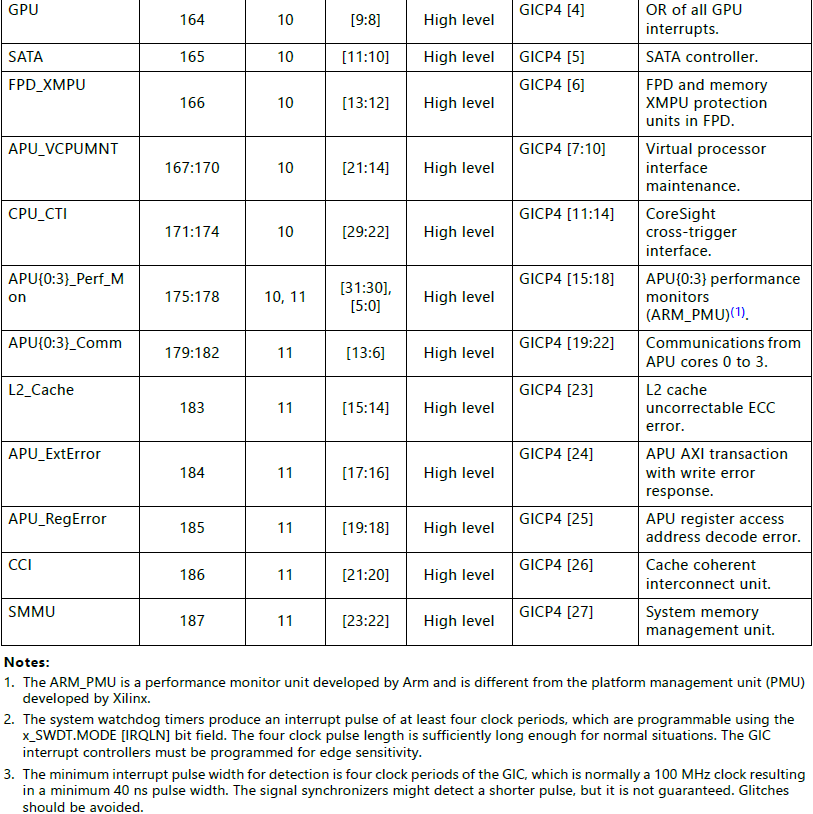 GPU 164 10 [9:8] High level GICP4 [4] OR of all GPU
interrupts.
SATA 165 10 [11:10] High level GICP4 [5] SATA controller.
FPD_XMPU 166 10 [13:12] High level GICP4 [6] FPD and memory
XMPU protection
units in FPD.
APU_VCPUMNT 167:170 10 [21:14] High level GICP4 [7:10] Virtual processor
interface
maintenance.
CPU_CTI 171:174 10 [29:22] High level GICP4 [11:14] CoreSight
cross-trigger
interface.
APU{0:3}_Perf_M
on 175:178 10, 11 [31:30],
[5:0] High level GICP4 [15:18] APU{0:3} performance
monitors
(ARM_PMU)(1).
APU{0:3}_Comm 179:182 11 [13:6] High level GICP4 [19:22] Communications from
APU cores 0 to 3.
L2_Cache 183 11 [15:14] High level GICP4 [23] L2 cache
uncorrectable ECC
error.
APU_ExtError 184 11 [17:16] High level GICP4 [24] APU AXI transaction
with write error
response.
APU_RegError 185 11 [19:18] High level GICP4 [25] APU register access
address decode error.
CCI 186 11 [21:20] High level GICP4 [26] Cache coherent
interconnect unit.
SMMU 187 11 [23:22] High level GICP4 [27] System memory
management unit.
Notes:
1. The ARM_PMU is a performance monitor unit developed by Arm and is different from the platform management unit (PMU)
developed by Xilinx.
2. The system watchdog timers produce an interrupt pulse of at least four clock periods, which are programmable using the
x_SWDT.MODE [IRQLN] bit field. The four clock pulse length is sufficiently long enough for normal situations. The GIC
interrupt controllers must be programmed for edge sensitivity.
3. The minimum interrupt pulse width for detection is four clock periods of the GIC, which is normally a 100 MHz clock resulting
in a minimum 40 ns pulse width. The signal synchronizers might detect a shorter pulse, but it is not guaranteed. Glitches
should be avoided.